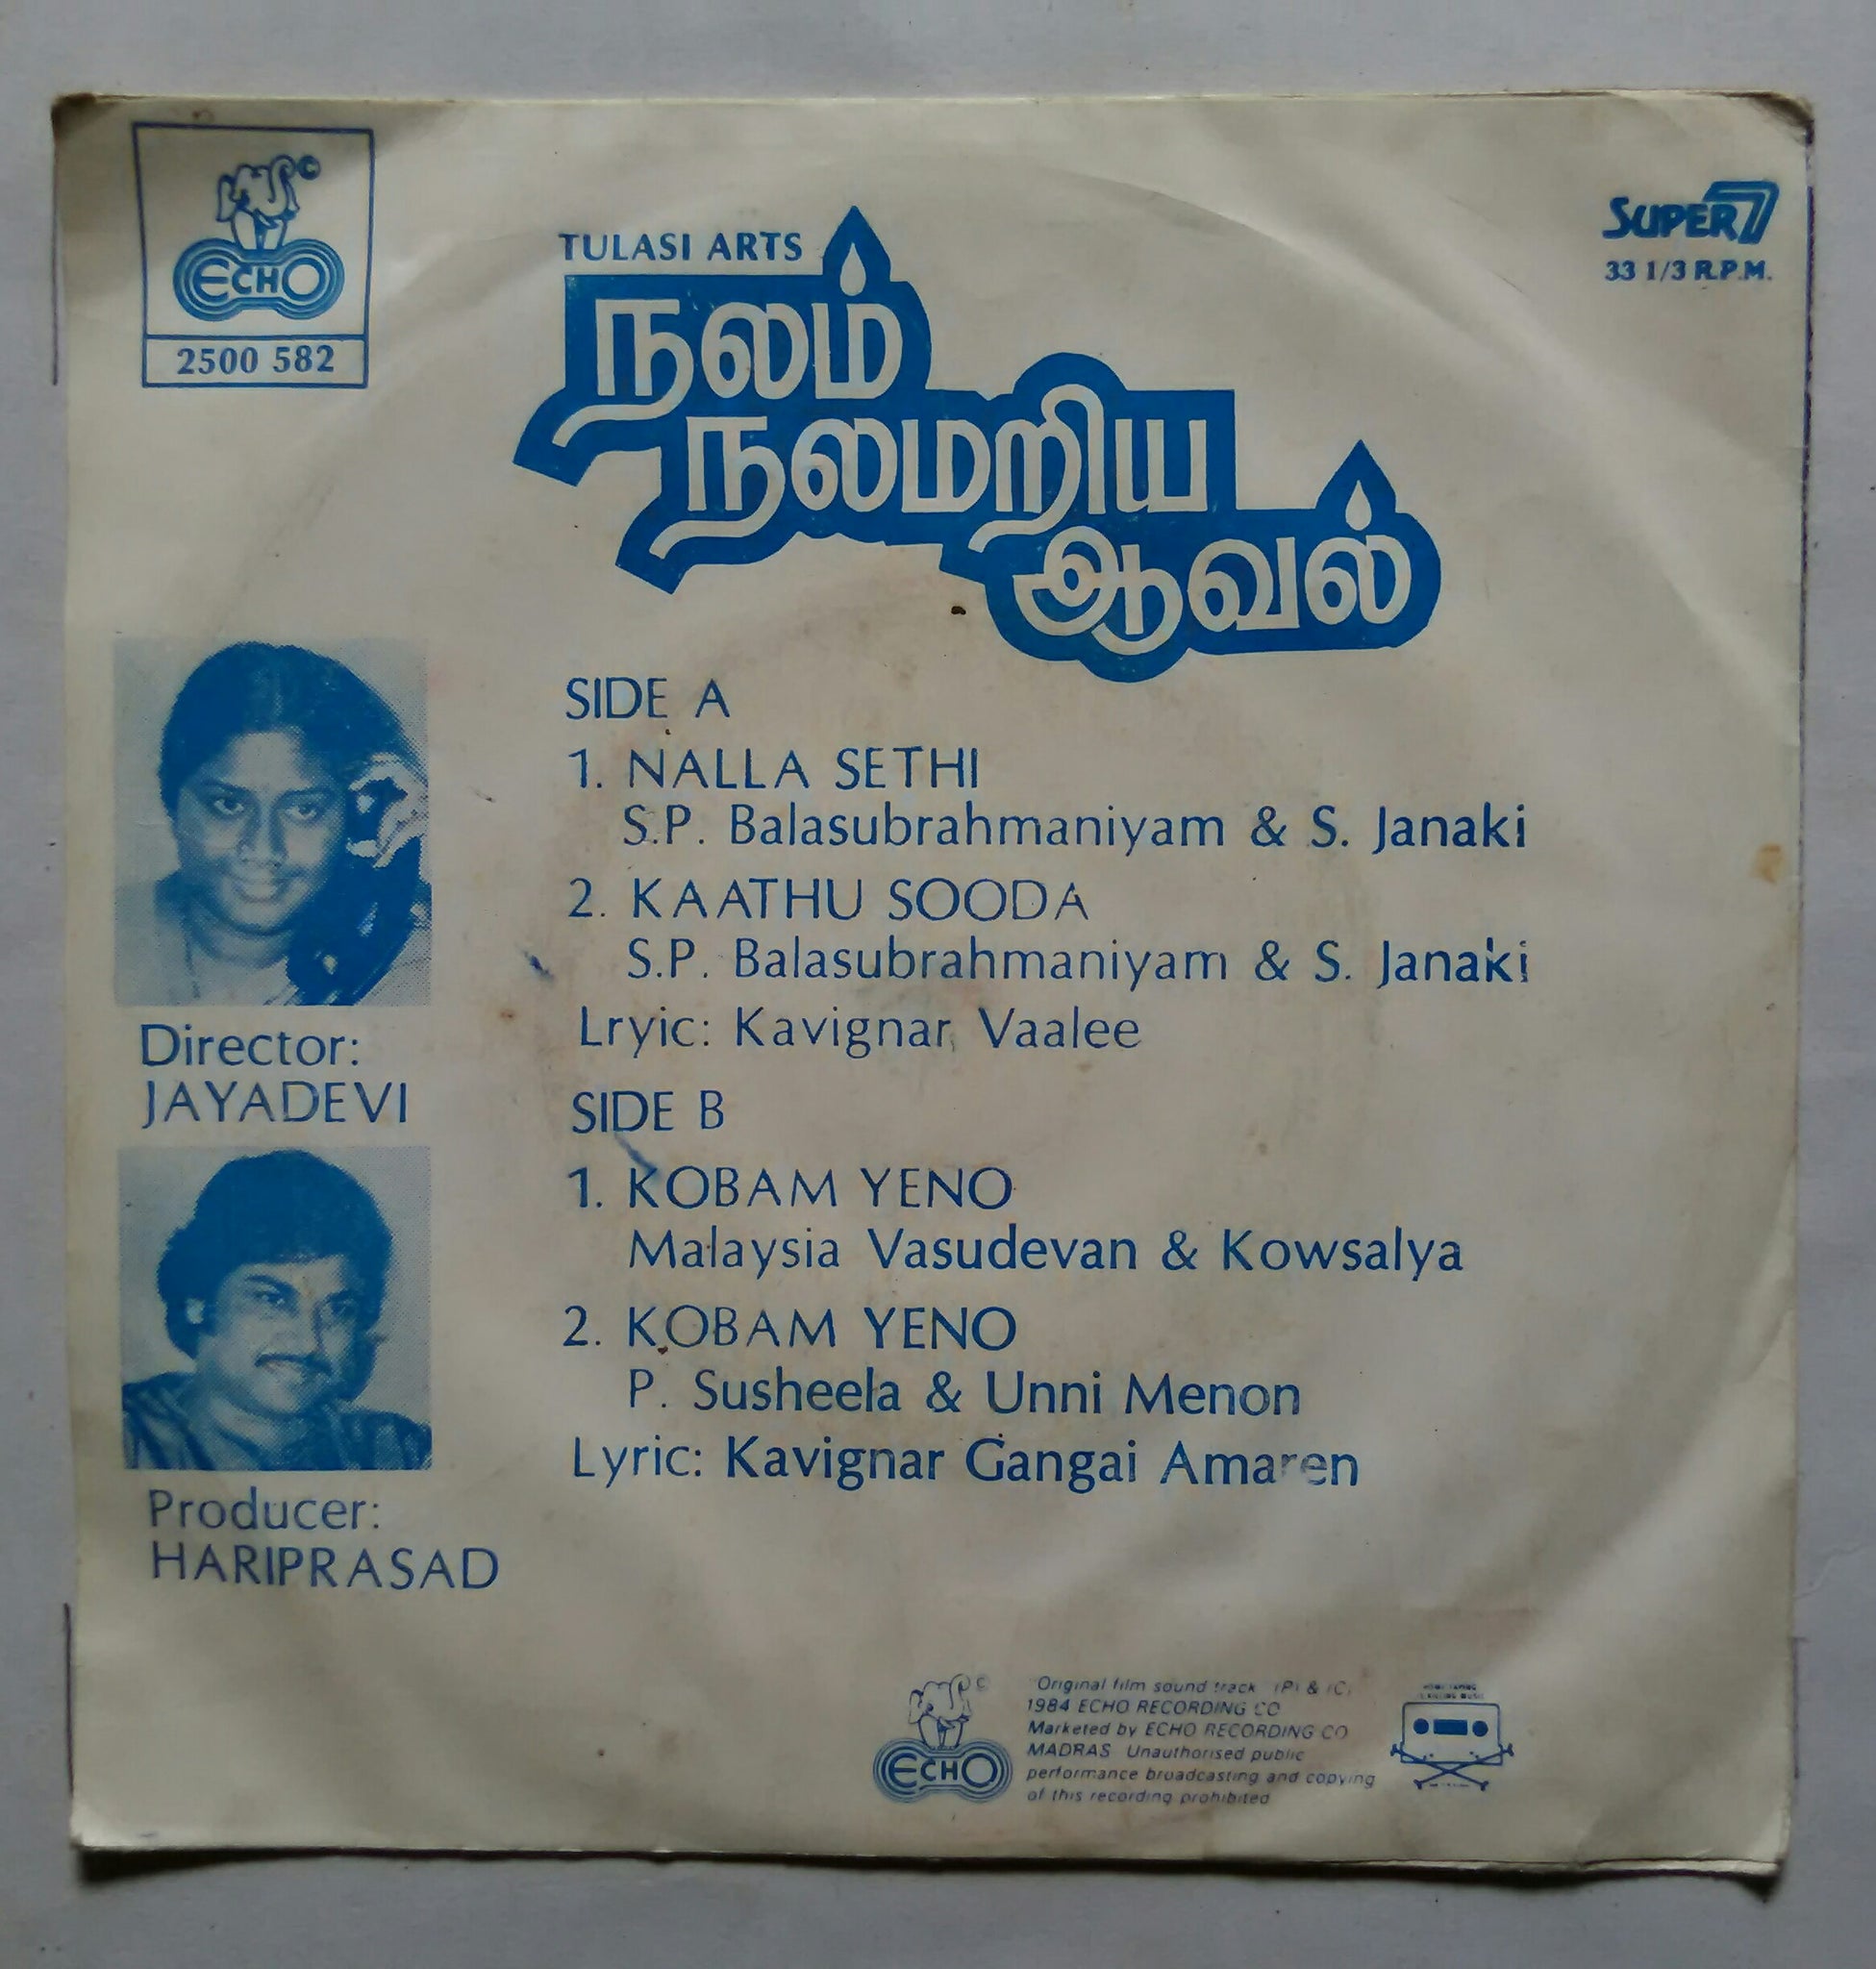 ECHO
2500 582
SUPER 7
33 1/3 R.P.M.
TULASI ARTS
நலம்
நலமறிய
ஆவல்
SIDE A
1. NALLA SETHI
S.P. Balasubrahmaniyam & S. Janaki
2. KAATHU SOODA
S.P. Balasubrahmaniyam & S. Janaki
Lryic: Kavignar Vaalee
SIDE B
1. KOBAM YENO
Malaysia Vasudevan & Kowsalya
2. KOBAM YENO
P. Susheela & Unni Menon
Lyric: Kavignar Gangai Amaren
Director:
JAYADEVI
Producer:
HARIPRASAD
ECHO
Original film sound track (P) & (C)
1984 ECHO RECORDING CO
Marketed by ECHO RECORDING CO
MADRAS Unauthorised public
performance broadcasting and copying
of this recording prohibited